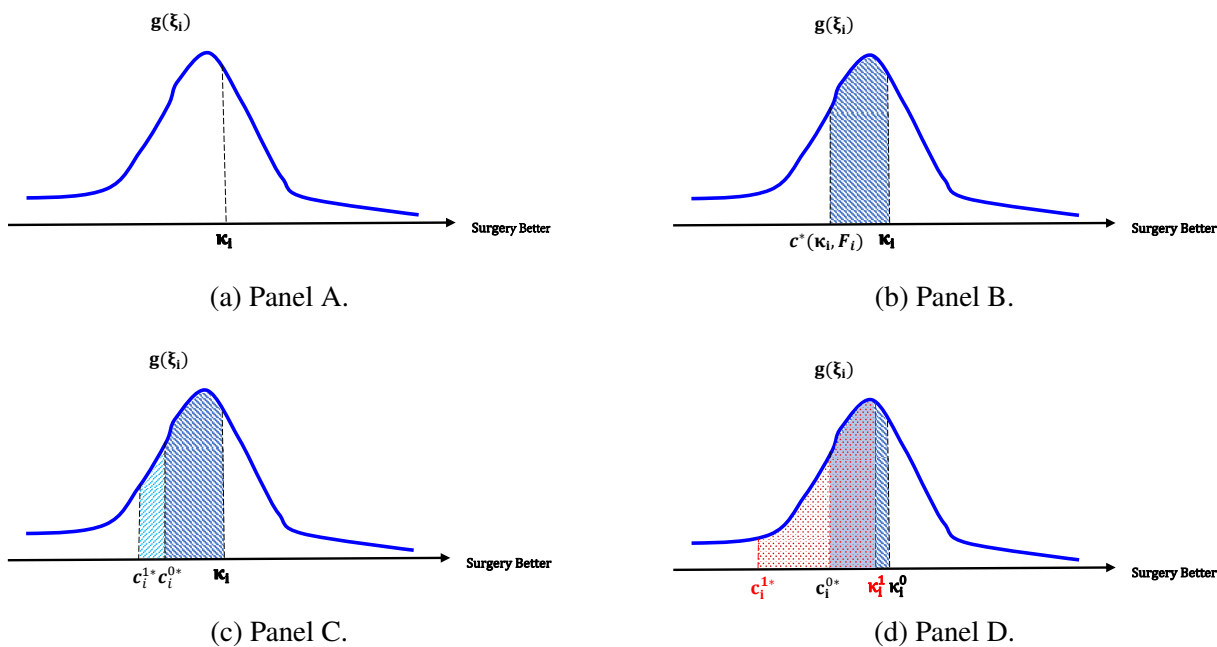 g(ξᵢ)
κᵢ
Surgery Better
(a) Panel A.
g(ξᵢ)
c*(κᵢ, Fᵢ) κᵢ
Surgery Better
(b) Panel B.
g(ξᵢ)
cᵢ¹* cᵢ⁰* κᵢ
Surgery Better
(c) Panel C.
g(ξᵢ)
cᵢ¹* cᵢ⁰* κᵢ¹ κᵢ⁰
Surgery Better
(d) Panel D.